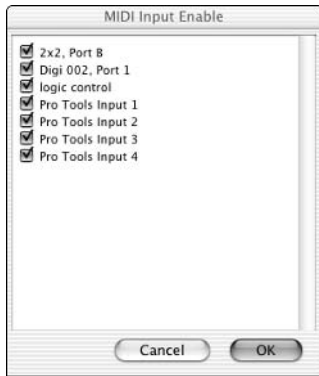 MIDI Input Enable
2x2, Port B
Digi 002, Port 1
logic control
Pro Tools Input 1
Pro Tools Input 2
Pro Tools Input 3
Pro Tools Input 4
Cancel
OK